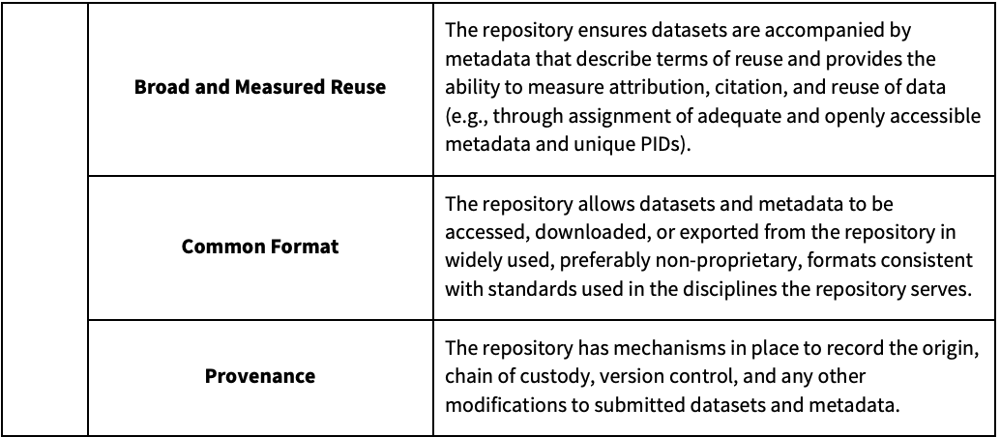 Broad and Measured Reuse
The repository ensures datasets are accompanied by
metadata that describe terms of reuse and provides the
ability to measure attribution, citation, and reuse of data
(e.g., through assignment of adequate and openly accessible
metadata and unique PIDs).
Common Format
The repository allows datasets and metadata to be
accessed, downloaded, or exported from the repository in
widely used, preferably non-proprietary, formats consistent
with standards used in the disciplines the repository serves.
Provenance
The repository has mechanisms in place to record the origin,
chain of custody, version control, and any other
modifications to submitted datasets and metadata.